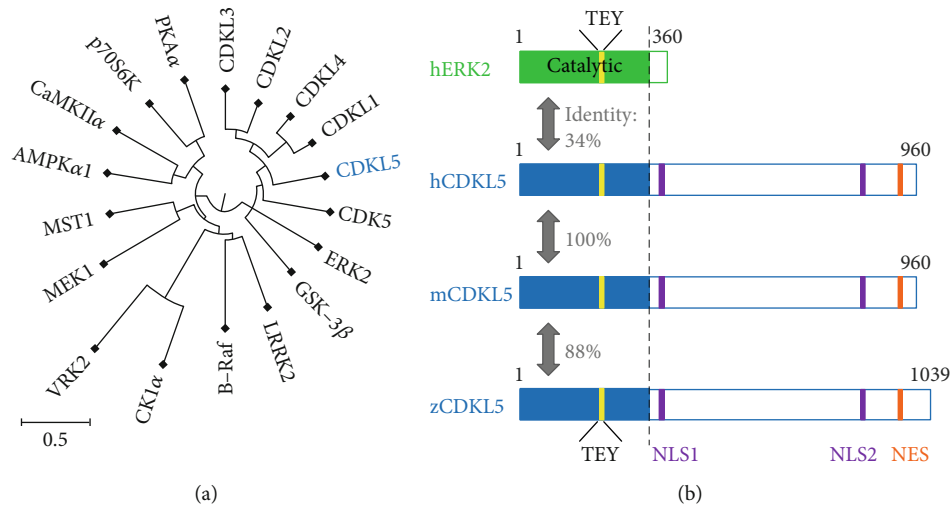 PKAα
CDKL3
CDKL2
CDKL4
CDKL1
CDKL5
CDK5
ERK2
GSK–3β
LRRK2
B–Raf
CK1α
VRK2
MEK1
MST1
AMPKα1
CaMKIIα
p70S6K
0.5
(a)
TEY
1 360
hERK2 Catalytic
Identity:
34%
1 960
hCDKL5
100%
1 960
mCDKL5
88%
1 1039
zCDKL5
TEY NLS1 NLS2 NES
(b)